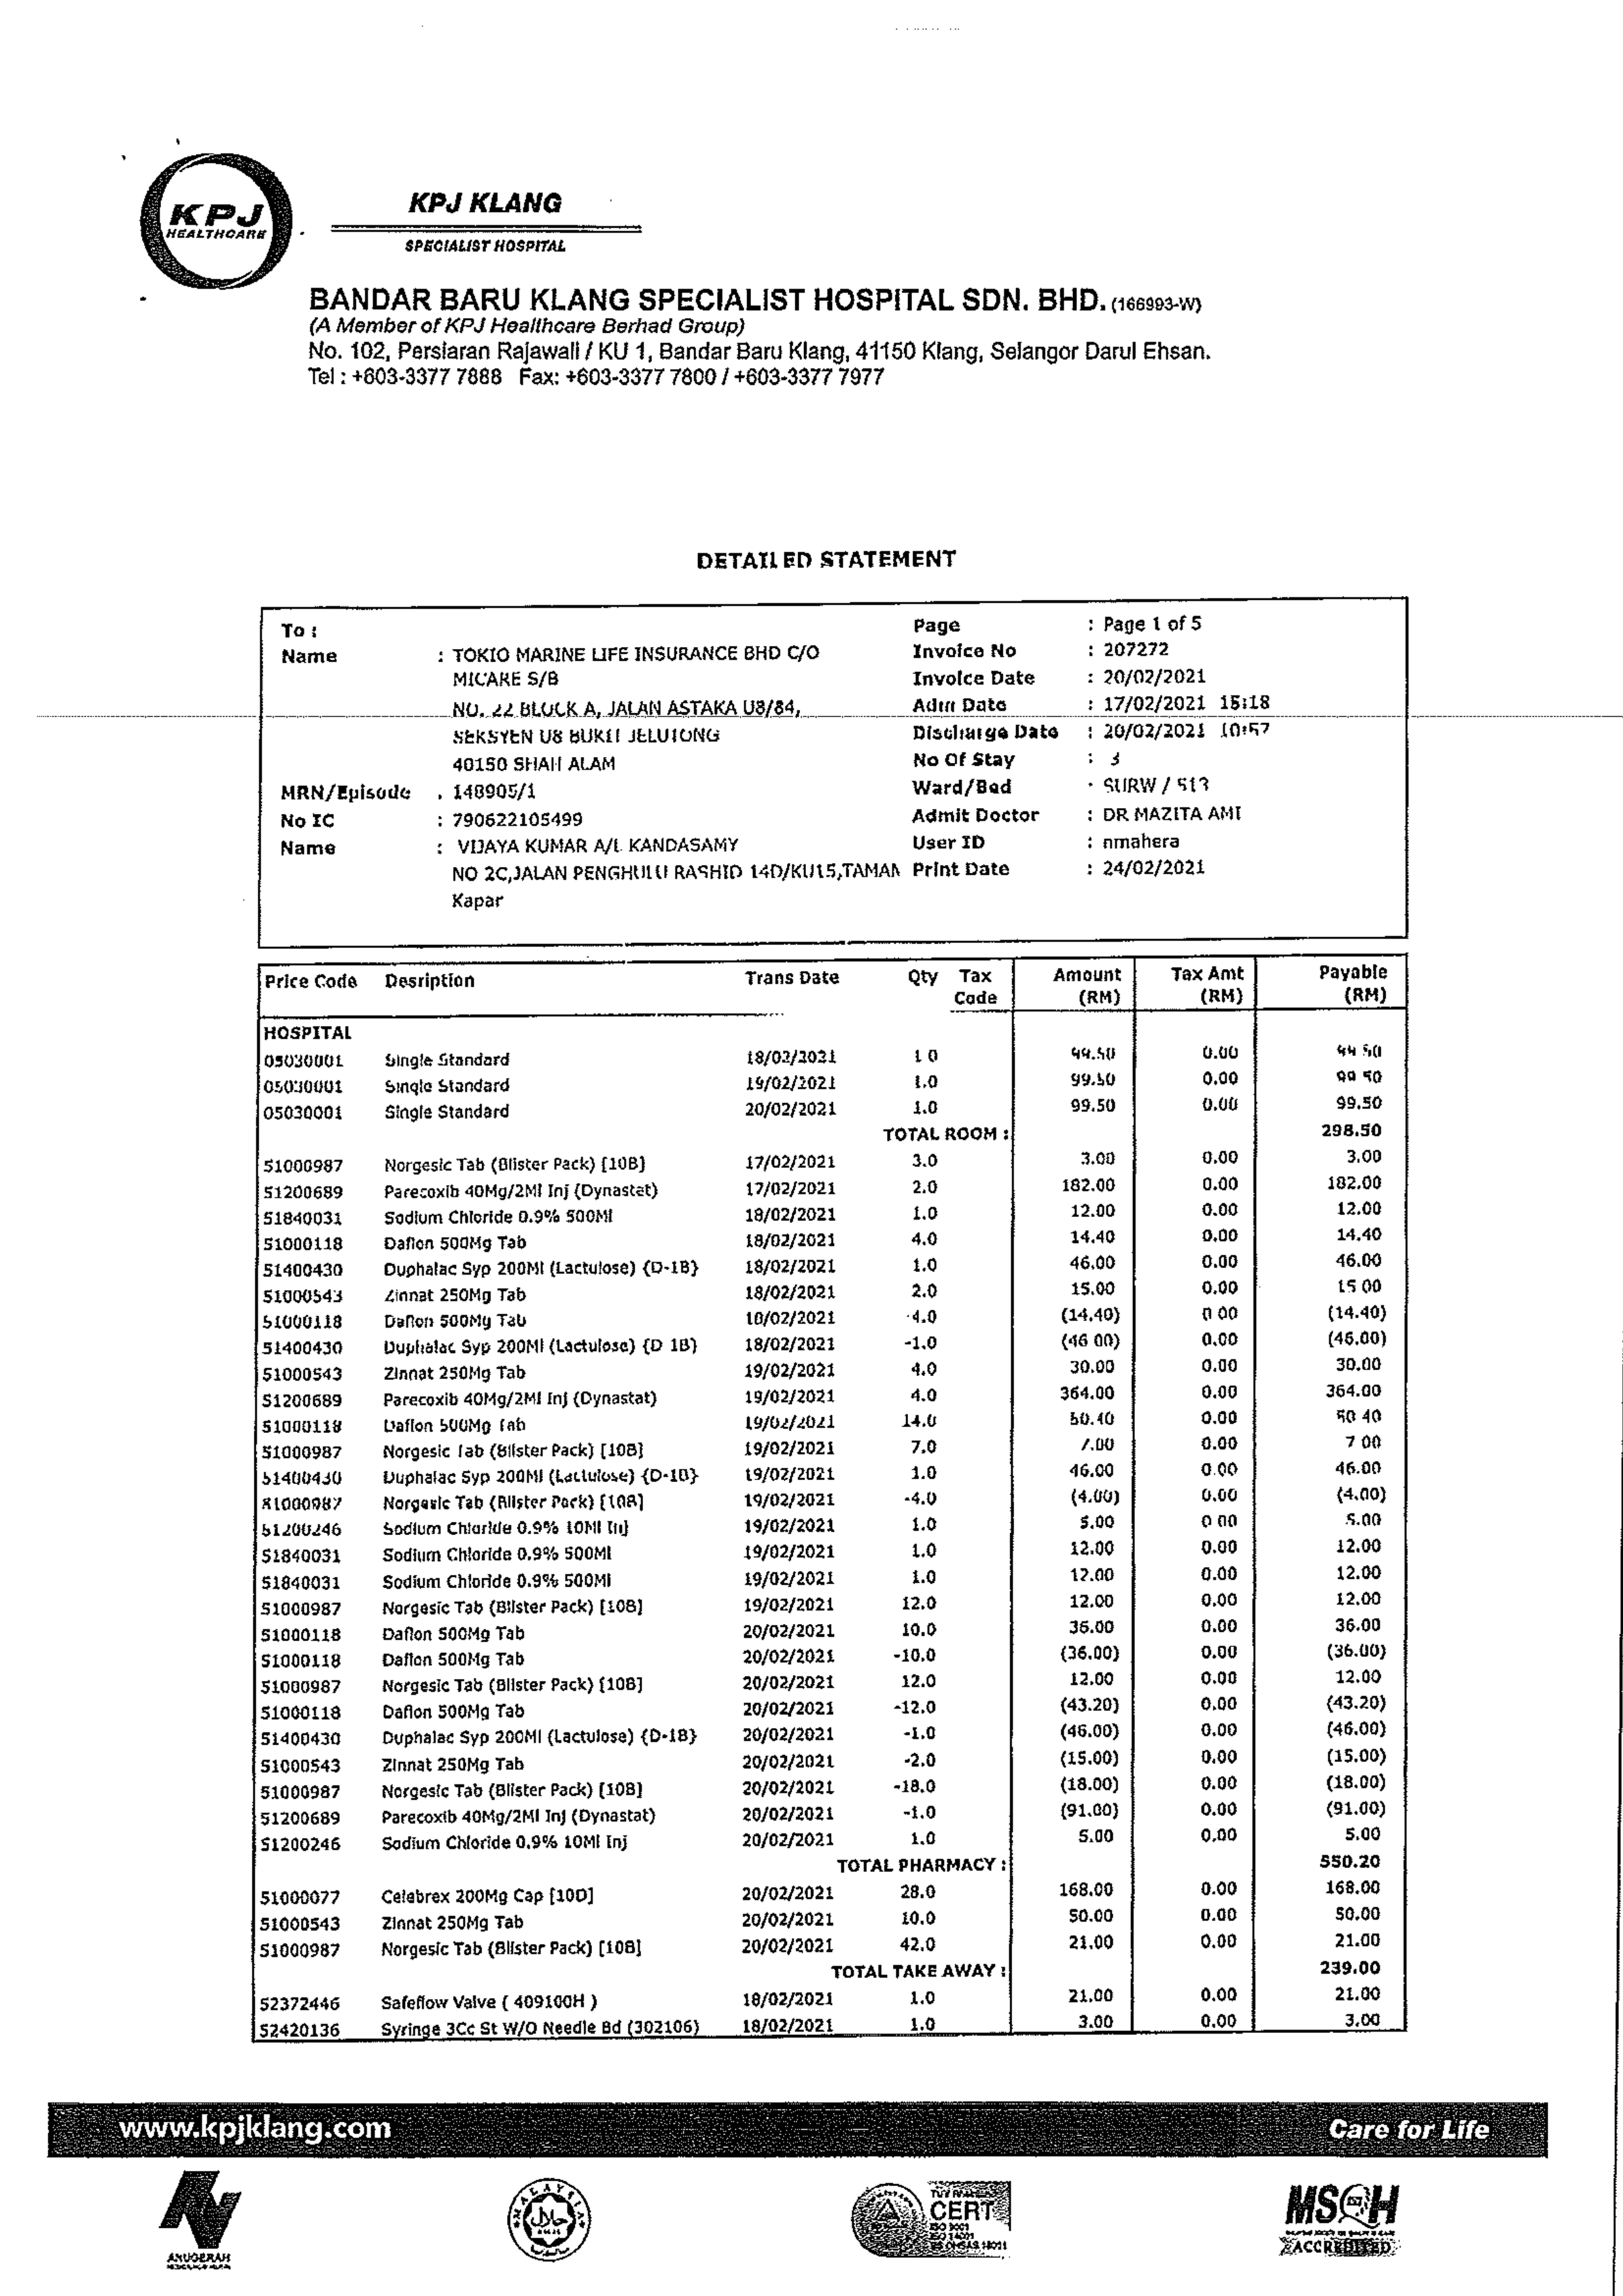 KPJ
HEALTHCARE
KPJ KLANG
SPECIALIST HOSPITAL
BANDAR BARU KLANG SPECIALIST HOSPITAL SDN. BHD. (166993-W)
(A Member of KPJ Healthcare Berhad Group)
No. 102, Persiaran Rajawali / KU 1, Bandar Baru Klang, 41150 Klang, Selangor Darul Ehsan.
Tel : +603-3377 7888 Fax: +603-3377 7800 / +603-3377 7977
DETAILED STATEMENT
To : Page : Page 1 of 5
Name : TOKIO MARINE LIFE INSURANCE BHD C/O Invoice No : 207272
MICARE S/B Invoice Date : 20/02/2021
NO. 22 BLOCK A, JALAN ASTAKA U8/84, Adm Date : 17/02/2021 15:18
SEKSYEN U8 BUKIT JELUTONG Discharge Date : 20/02/2021 10:57
40150 SHAH ALAM No Of Stay : 3
MRN/Episode : 148905/1 Ward/Bed : SURW / 513
No IC : 790622105499 Admit Doctor : DR MAZITA AMI
Name : VIJAYA KUMAR A/L KANDASAMY User ID : nmahera
NO 2C,JALAN PENGHULU RASHID 14D/KU15,TAMAN Print Date : 24/02/2021
Kapar
Price Code Desription Trans Date Qty Tax Code Amount (RM) Tax Amt (RM) Payable (RM)
HOSPITAL
05030001 Single Standard 18/02/2021 1.0 99.50 0.00 99.50
05030001 Single Standard 19/02/2021 1.0 99.50 0.00 99.50
05030001 Single Standard 20/02/2021 1.0 99.50 0.00 99.50
TOTAL ROOM : 298.50
51000987 Norgesic Tab (Blister Pack) [10B] 17/02/2021 3.0 3.00 0.00 3.00
51200689 Parecoxib 40Mg/2Ml Inj (Dynastat) 17/02/2021 2.0 182.00 0.00 182.00
51840031 Sodium Chloride 0.9% 500Ml 18/02/2021 1.0 12.00 0.00 12.00
51000118 Daflon 500Mg Tab 18/02/2021 4.0 14.40 0.00 14.40
51400430 Duphalac Syp 200Ml (Lactulose) {D-1B} 18/02/2021 1.0 46.00 0.00 46.00
51000543 Zinnat 250Mg Tab 18/02/2021 2.0 15.00 0.00 15.00
51000118 Daflon 500Mg Tab 18/02/2021 -4.0 (14.40) 0.00 (14.40)
51400430 Duphalac Syp 200Ml (Lactulose) {D-1B} 18/02/2021 -1.0 (46.00) 0.00 (46.00)
51000543 Zinnat 250Mg Tab 19/02/2021 4.0 30.00 0.00 30.00
51200689 Parecoxib 40Mg/2Ml Inj (Dynastat) 19/02/2021 4.0 364.00 0.00 364.00
51000118 Daflon 500Mg Tab 19/02/2021 14.0 50.40 0.00 50.40
51000987 Norgesic Tab (Blister Pack) [10B] 19/02/2021 7.0 7.00 0.00 7.00
51400430 Duphalac Syp 200Ml (Lactulose) {D-1B} 19/02/2021 1.0 46.00 0.00 46.00
51000987 Norgesic Tab (Blister Pack) [10B] 19/02/2021 -4.0 (4.00) 0.00 (4.00)
51200246 Sodium Chloride 0.9% 10Ml Inj 19/02/2021 1.0 5.00 0.00 5.00
51840031 Sodium Chloride 0.9% 500Ml 19/02/2021 1.0 12.00 0.00 12.00
51840031 Sodium Chloride 0.9% 500Ml 19/02/2021 1.0 12.00 0.00 12.00
51000987 Norgesic Tab (Blister Pack) [10B] 19/02/2021 12.0 12.00 0.00 12.00
51000118 Daflon 500Mg Tab 20/02/2021 10.0 36.00 0.00 36.00
51000118 Daflon 500Mg Tab 20/02/2021 -10.0 (36.00) 0.00 (36.00)
51000987 Norgesic Tab (Blister Pack) [10B] 20/02/2021 12.0 12.00 0.00 12.00
51000118 Daflon 500Mg Tab 20/02/2021 -12.0 (43.20) 0.00 (43.20)
51400430 Duphalac Syp 200Ml (Lactulose) {D-1B} 20/02/2021 -1.0 (46.00) 0.00 (46.00)
51000543 Zinnat 250Mg Tab 20/02/2021 -2.0 (15.00) 0.00 (15.00)
51000987 Norgesic Tab (Blister Pack) [10B] 20/02/2021 -18.0 (18.00) 0.00 (18.00)
51200689 Parecoxib 40Mg/2Ml Inj (Dynastat) 20/02/2021 -1.0 (91.00) 0.00 (91.00)
51200246 Sodium Chloride 0.9% 10Ml Inj 20/02/2021 1.0 5.00 0.00 5.00
TOTAL PHARMACY : 550.20
51000077 Celebrex 200Mg Cap [10D] 20/02/2021 28.0 168.00 0.00 168.00
51000543 Zinnat 250Mg Tab 20/02/2021 10.0 50.00 0.00 50.00
51000987 Norgesic Tab (Blister Pack) [10B] 20/02/2021 42.0 21.00 0.00 21.00
TOTAL TAKE AWAY : 239.00
52372446 Safeflow Valve ( 409100H ) 18/02/2021 1.0 21.00 0.00 21.00
52420136 Syringe 3Cc St W/O Needle Bd (302106) 18/02/2021 1.0 3.00 0.00 3.00
www.kpjklang.com Care for Life
ANUGERAH
MALAYSIA
حلال
CERT
ISO 9001
ISO 14001
BS OHSAS 18001
MSQH
ACCREDITED